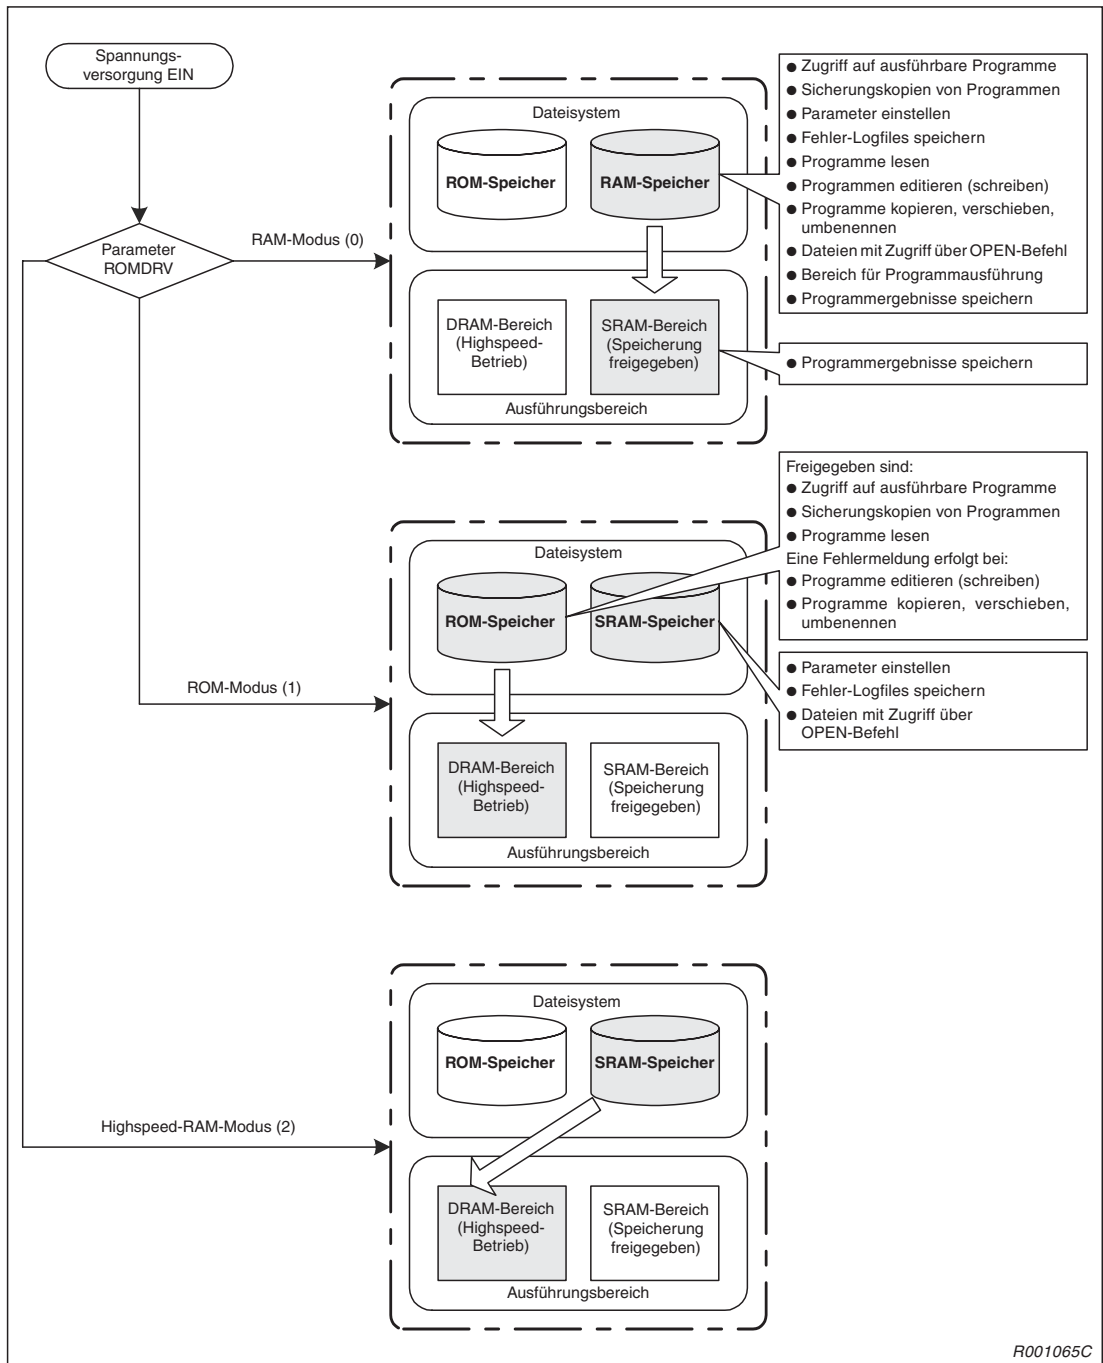 Spannungs-
versorgung EIN
Parameter
ROMDRV
RAM-Modus (0)
Dateisystem
ROM-Speicher
RAM-Speicher
DRAM-Bereich
(Highspeed-
Betrieb)
SRAM-Bereich
(Speicherung
freigegeben)
Ausführungsbereich
● Zugriff auf ausführbare Programme
● Sicherungskopien von Programmen
● Parameter einstellen
● Fehler-Logfiles speichern
● Programme lesen
● Programmen editieren (schreiben)
● Programme kopieren, verschieben,
umbenennen
● Dateien mit Zugriff über OPEN-Befehl
● Bereich für Programmausführung
● Programmergebnisse speichern
● Programmergebnisse speichern
ROM-Modus (1)
Dateisystem
ROM-Speicher
SRAM-Speicher
DRAM-Bereich
(Highspeed-
Betrieb)
SRAM-Bereich
(Speicherung
freigegeben)
Ausführungsbereich
Freigegeben sind:
● Zugriff auf ausführbare Programme
● Sicherungskopien von Programmen
● Programme lesen
Eine Fehlermeldung erfolgt bei:
● Programme editieren (schreiben)
● Programme kopieren, verschieben,
umbenennen
● Parameter einstellen
● Fehler-Logfiles speichern
● Dateien mit Zugriff über
OPEN-Befehl
Highspeed-RAM-Modus (2)
Dateisystem
ROM-Speicher
SRAM-Speicher
DRAM-Bereich
(Highspeed-
Betrieb)
SRAM-Bereich
(Speicherung
freigegeben)
Ausführungsbereich
R001065C